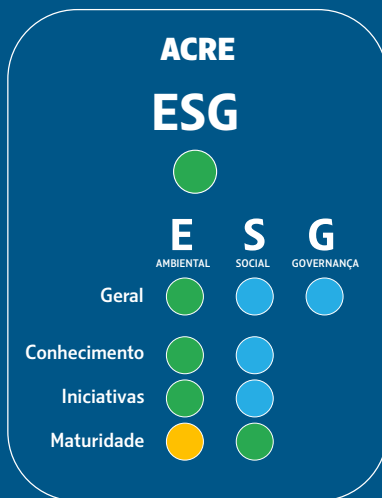 ACRE
ESG
E S G
AMBIENTAL SOCIAL GOVERNANÇA
Geral
Conhecimento
Iniciativas
Maturidade